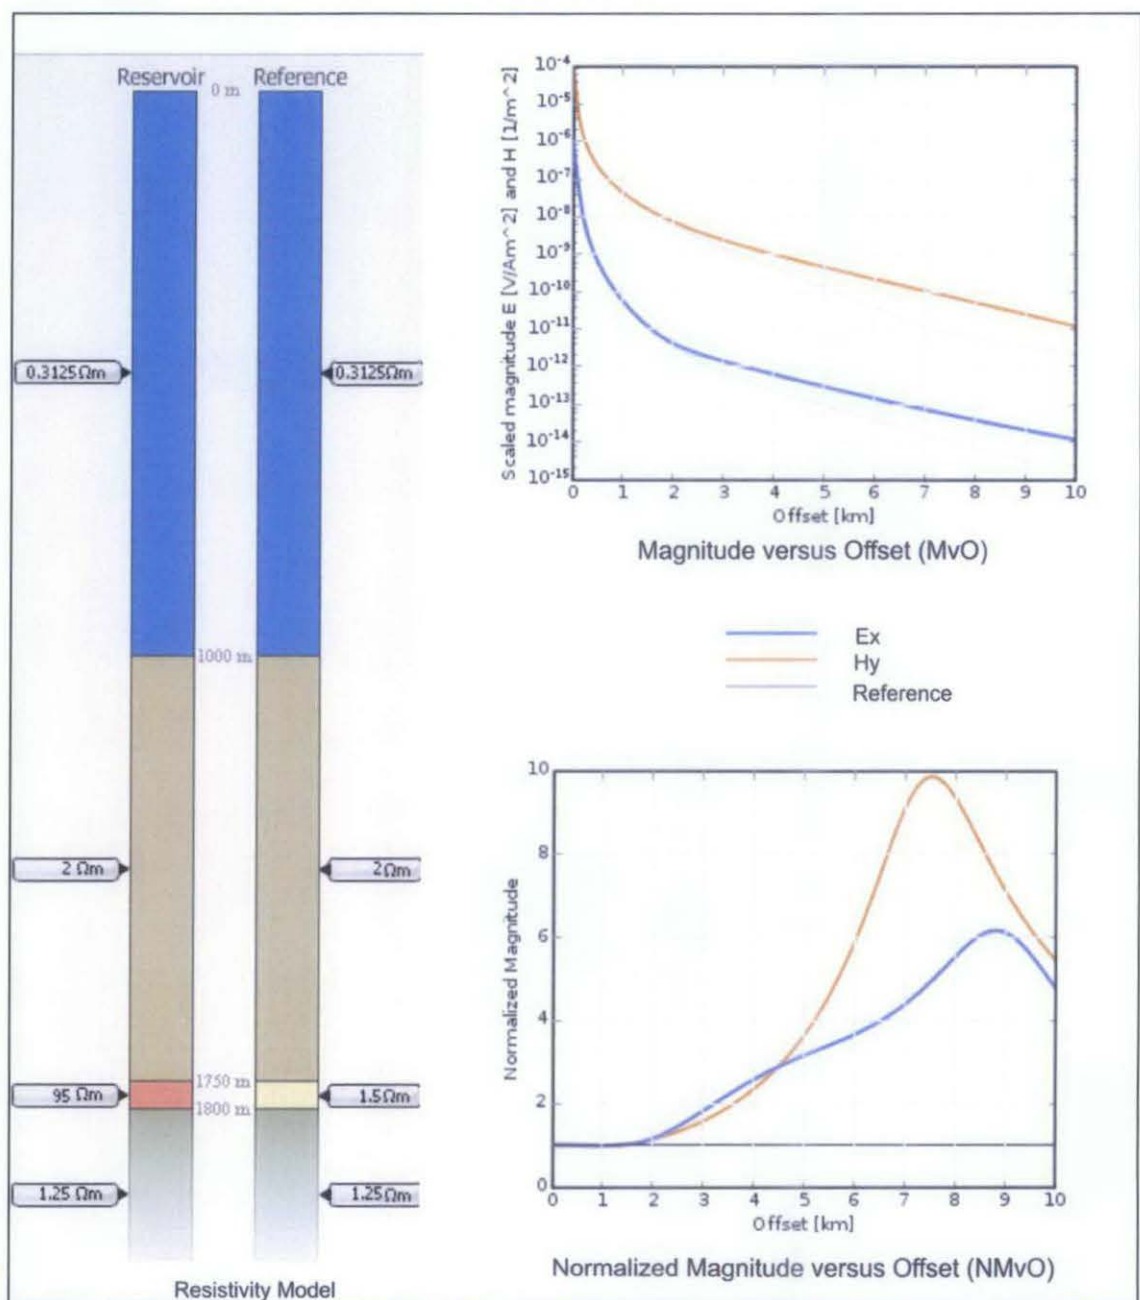 Reservoir Reference
0 m
0.3125Ωm
0.3125Ωm
1000 m
2 Ωm
2Ωm
1750 m
95 Ωm
1.5Ωm
1800 m
1.25 Ωm
1.25Ωm
Resistivity Model
Scaled magnitude E [V/Am^2] and H [1/m^2]
10-4
10-5
10-6
10-7
10-8
10-9
10-10
10-11
10-12
10-13
10-14
10-15
0 1 2 3 4 5 6 7 8 9 10
Offset [km]
Magnitude versus Offset (MvO)
Ex
Hy
Reference
Normalized Magnitude
10
8
6
4
2
0
0 1 2 3 4 5 6 7 8 9 10
Offset [km]
Normalized Magnitude versus Offset (NMvO)